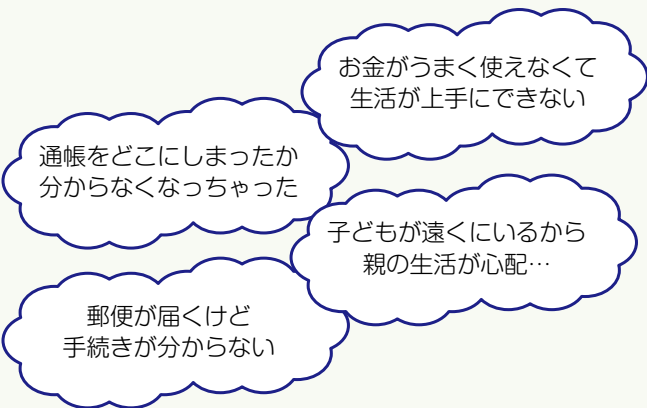 お金がうまく使えなくて
生活が上手にできない
通帳をどこにしまったか
分からなくなっちゃった
子どもが遠くにいるから
親の生活が心配…
郵便が届くけど
手続きが分からない